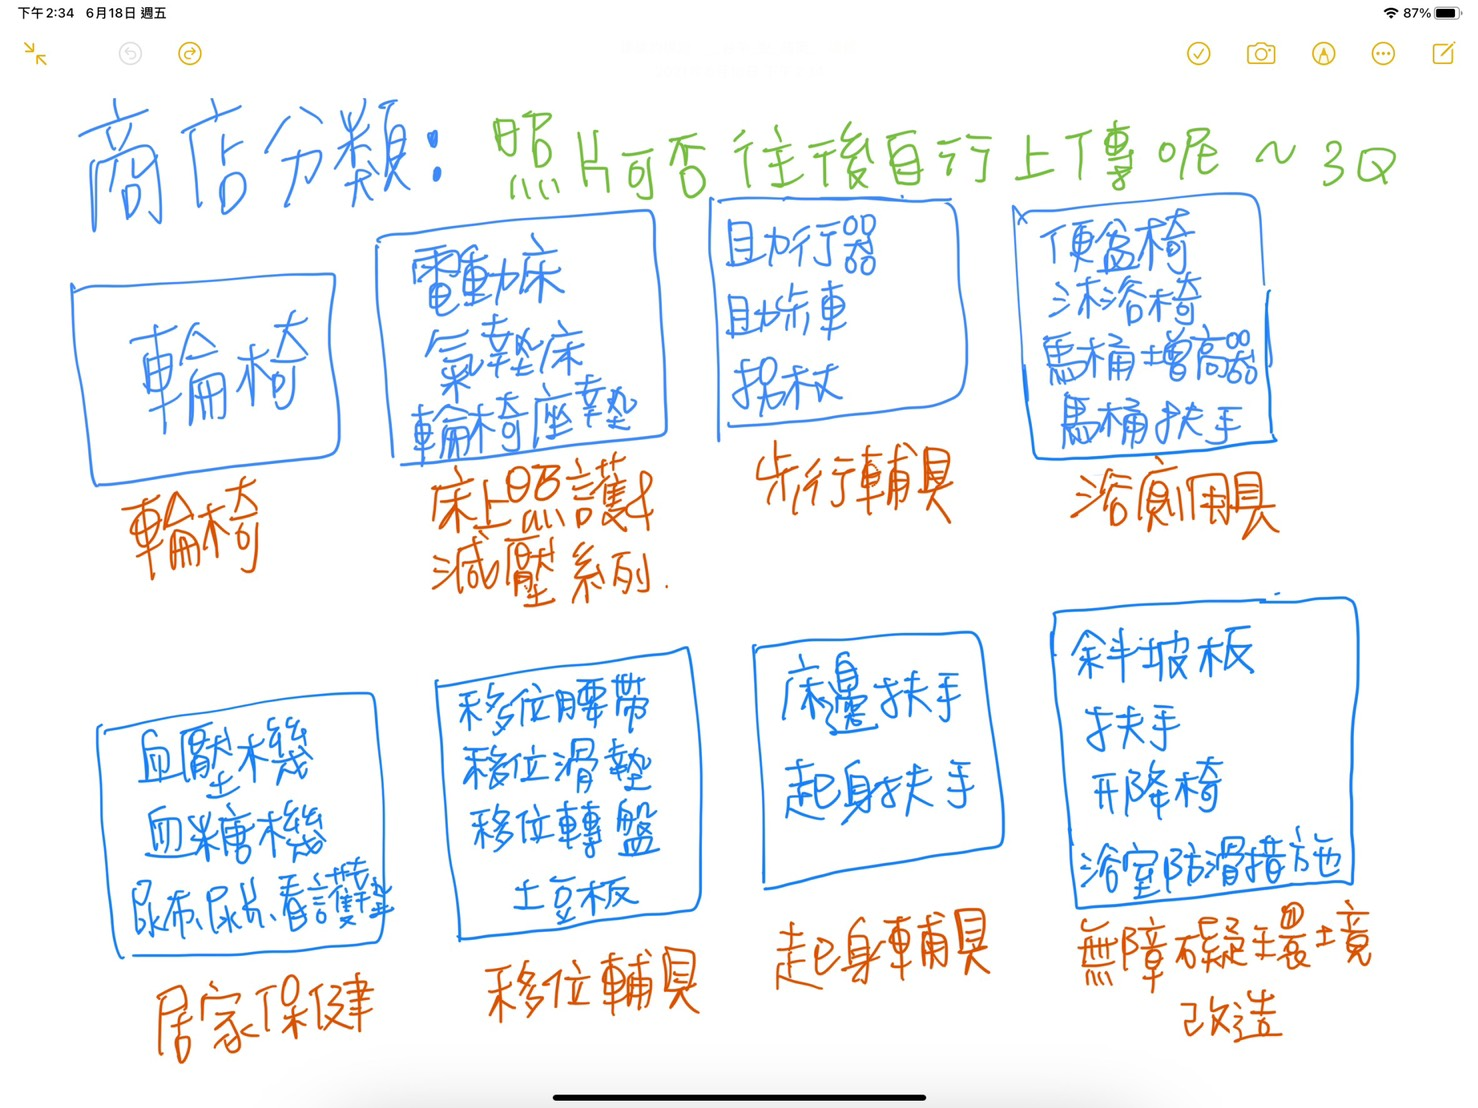 下午2:34 6月18日 週五
87%
商店分類:
照片可否往後自行上傳呢~3Q
輪椅
輪椅
電動床
氣墊床
輪椅座墊
床上照護&
減壓系列.
助行器
助步車
拐杖
步行輔具
便盆椅
沐浴椅
馬桶增高器
馬桶扶手
浴廁用具
血壓機
血糖機
尿布、尿片、看護墊
居家保健
移位腰帶
移位滑墊
移位轉盤
土豆板
移位輔具
床邊扶手
起身扶手
起身輔具
斜坡板
扶手
升降椅
浴室防滑措施
無障礙環境
改造